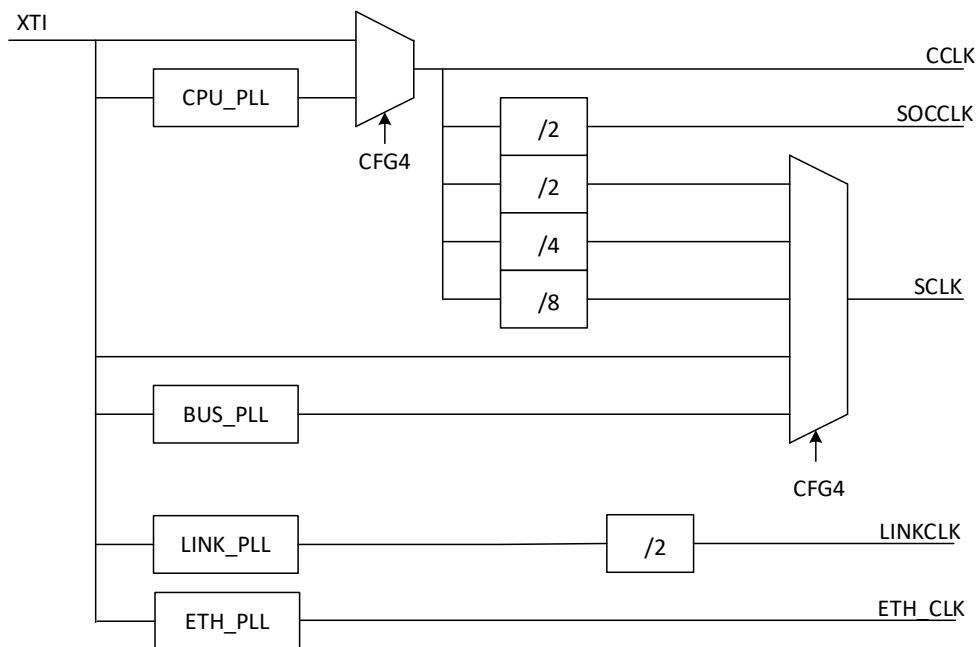 XTI
CCLK
CPU_PLL
SOCCLK
/2
CFG4
/2
/4
SCLK
/8
BUS_PLL
CFG4
LINKCLK
LINK_PLL
/2
ETH_CLK
ETH_PLL